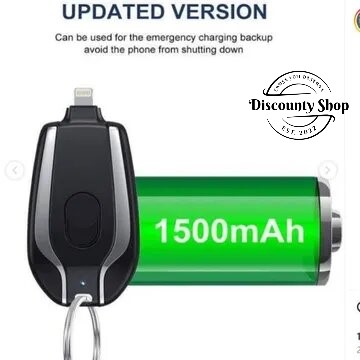 UPDATED VERSION
Can be used for the emergency charging backup
avoid the phone from shutting down
Discounty Shop
EST. 2022
1500mAh